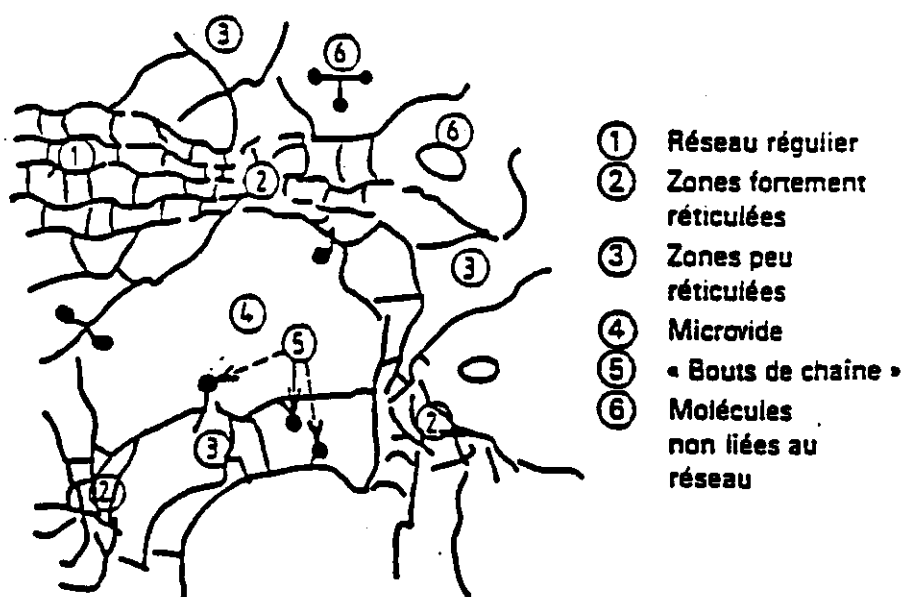 3
6
6
1
2
3
4
5
3
2
2
① Réseau régulier
② Zones fortement
réticulées
③ Zones peu
réticulées
④ Microvide
⑤ « Bouts de chaîne »
⑥ Molécules
non liées au
réseau